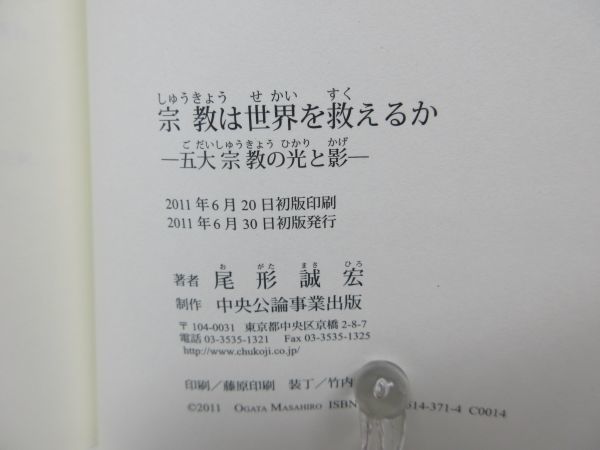 しゅうきょう せかい すく
宗教は世界を救えるか
ごだいしゅうきょう ひかり かげ
―五大宗教の光と影―
2011年6月20日初版印刷
2011年6月30日初版発行
お がた まさ ひろ
著者 尾形誠宏
制作 中央公論事業出版
〒104-0031 東京都中央区京橋2-8-7
電話 03-3535-1321 Fax 03-3535-1325
http://www.chukoji.co.jp/
印刷／藤原印刷 装丁／竹内
©2011 OGATA MASAHIRO ISBN 514-371-4 C0014